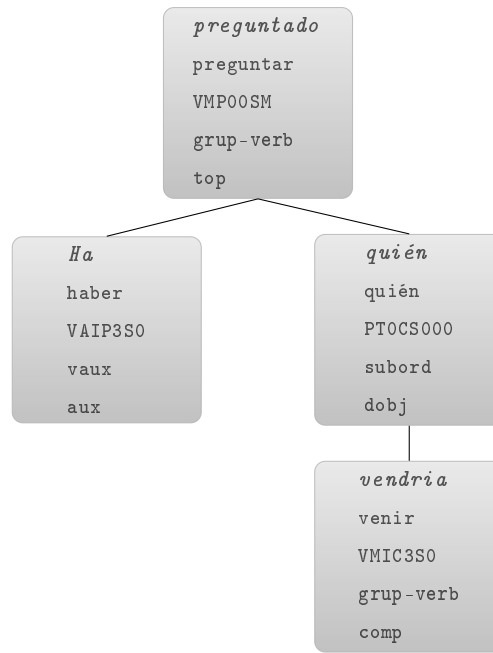 preguntado
preguntar
VMP00SM
grup-verb
top
Ha
haber
VAIP3S0
vaux
aux
quién
quién
PT0CS000
subord
dobj
vendria
venir
VMIC3S0
grup-verb
comp